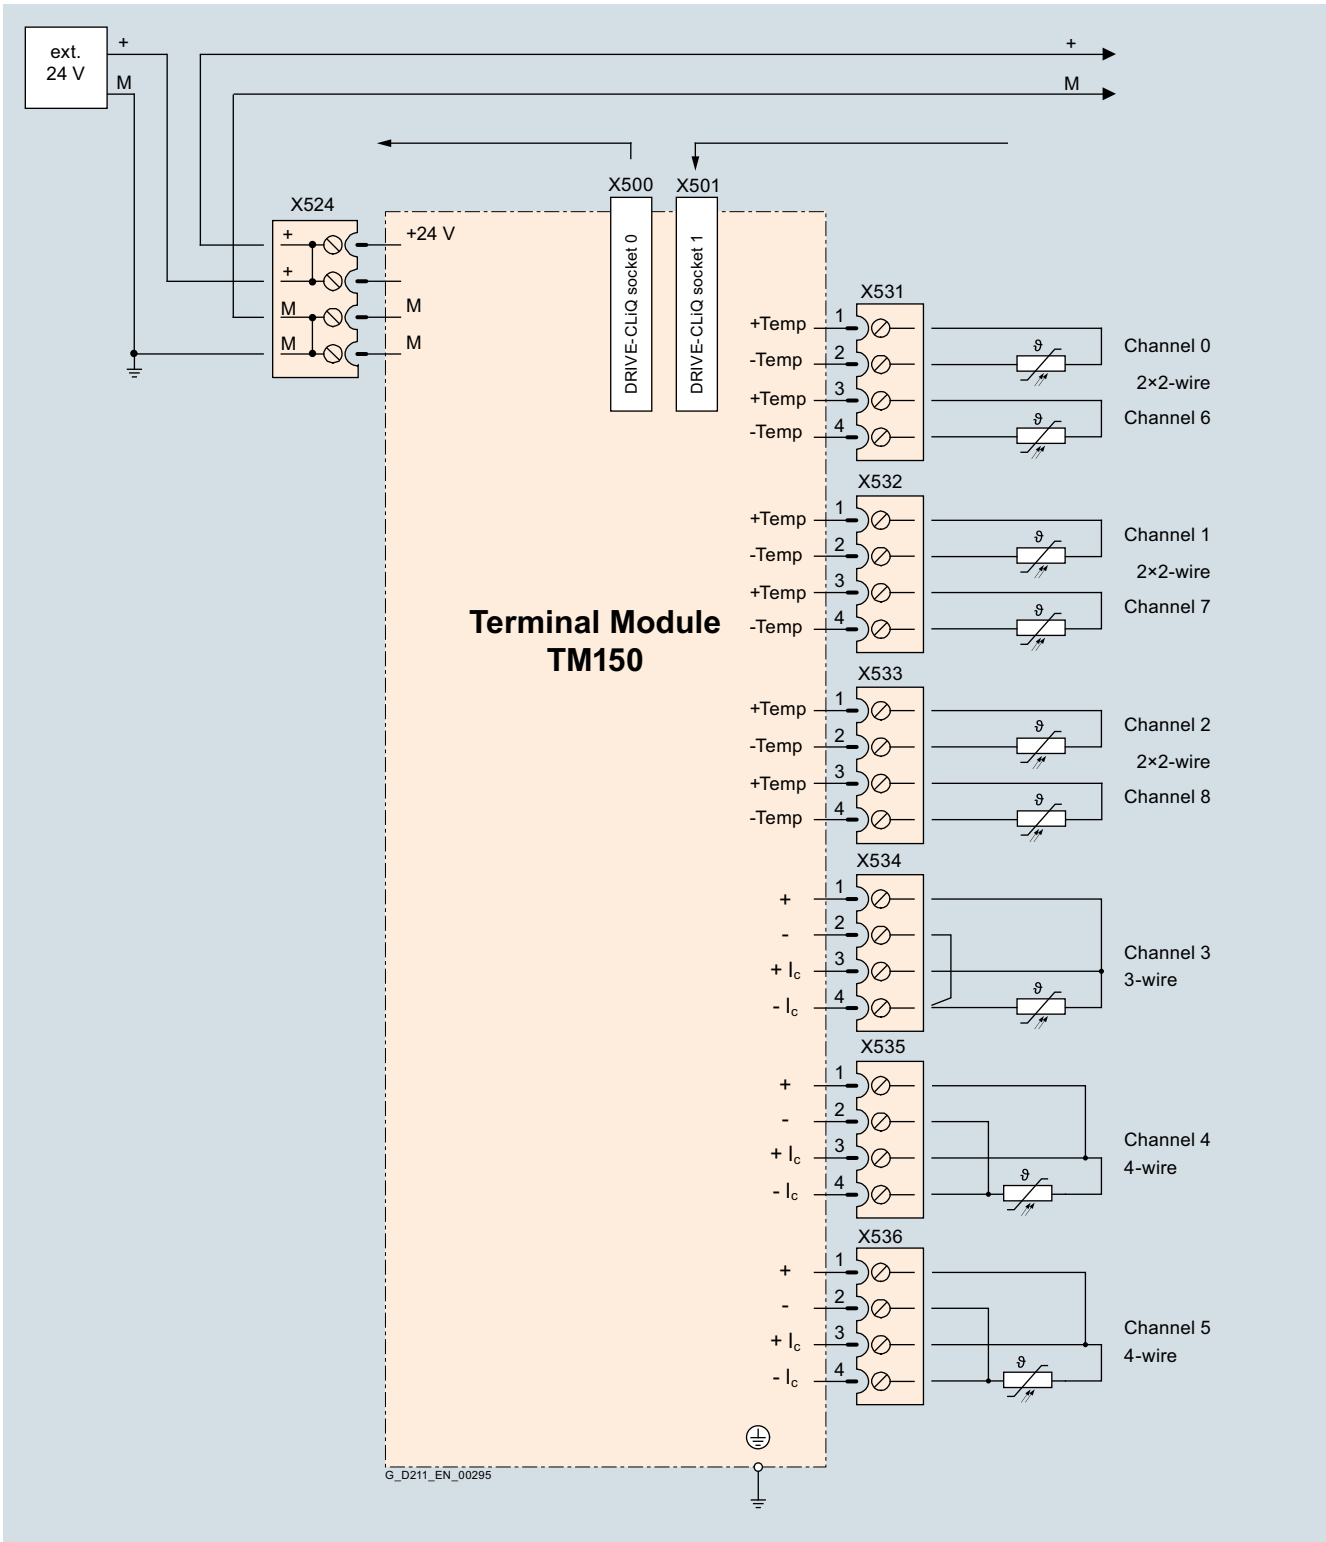 ext.
24 V
+
M
+
M
X500
X501
X524
+
+
M
M
+24 V
M
M
DRIVE-CLiQ socket 0
DRIVE-CLiQ socket 1
Terminal Module
TM150
X531
+Temp 1
-Temp 2
+Temp 3
-Temp 4
ϑ
ϑ
Channel 0
2×2-wire
Channel 6
X532
+Temp 1
-Temp 2
+Temp 3
-Temp 4
ϑ
ϑ
Channel 1
2×2-wire
Channel 7
X533
+Temp 1
-Temp 2
+Temp 3
-Temp 4
ϑ
ϑ
Channel 2
2×2-wire
Channel 8
X534
+ 1
- 2
+ Ic 3
- Ic 4
ϑ
Channel 3
3-wire
X535
+ 1
- 2
+ Ic 3
- Ic 4
ϑ
Channel 4
4-wire
X536
+ 1
- 2
+ Ic 3
- Ic 4
ϑ
Channel 5
4-wire
G_D211_EN_00295